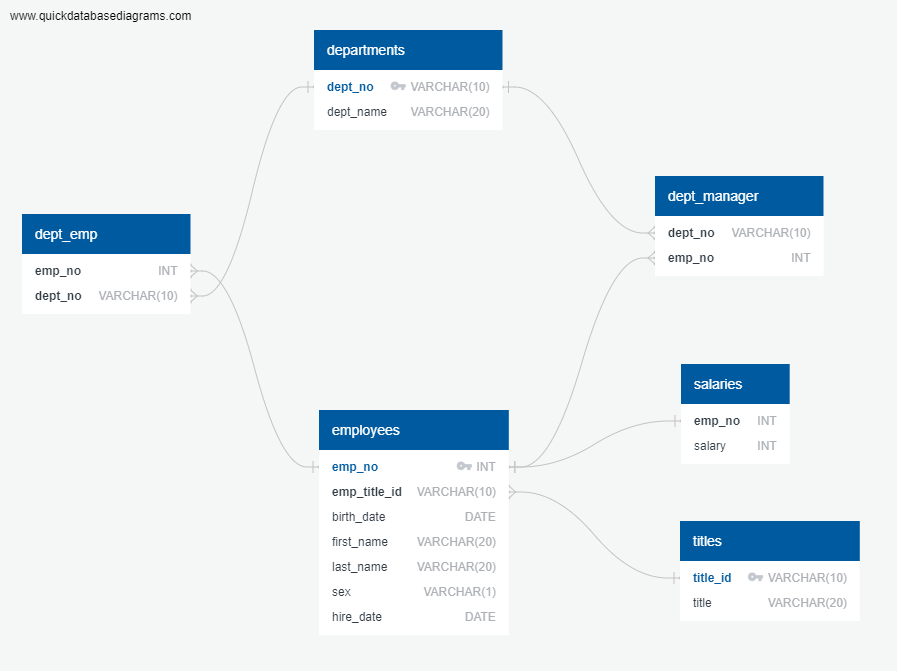 www.quickdatabasediagrams.com
departments
dept_no VARCHAR(10)
dept_name VARCHAR(20)
dept_manager
dept_no VARCHAR(10)
emp_no INT
dept_emp
emp_no INT
dept_no VARCHAR(10)
salaries
emp_no INT
salary INT
employees
emp_no INT
emp_title_id VARCHAR(10)
birth_date DATE
first_name VARCHAR(20)
last_name VARCHAR(20)
sex VARCHAR(1)
hire_date DATE
titles
title_id VARCHAR(10)
title VARCHAR(20)